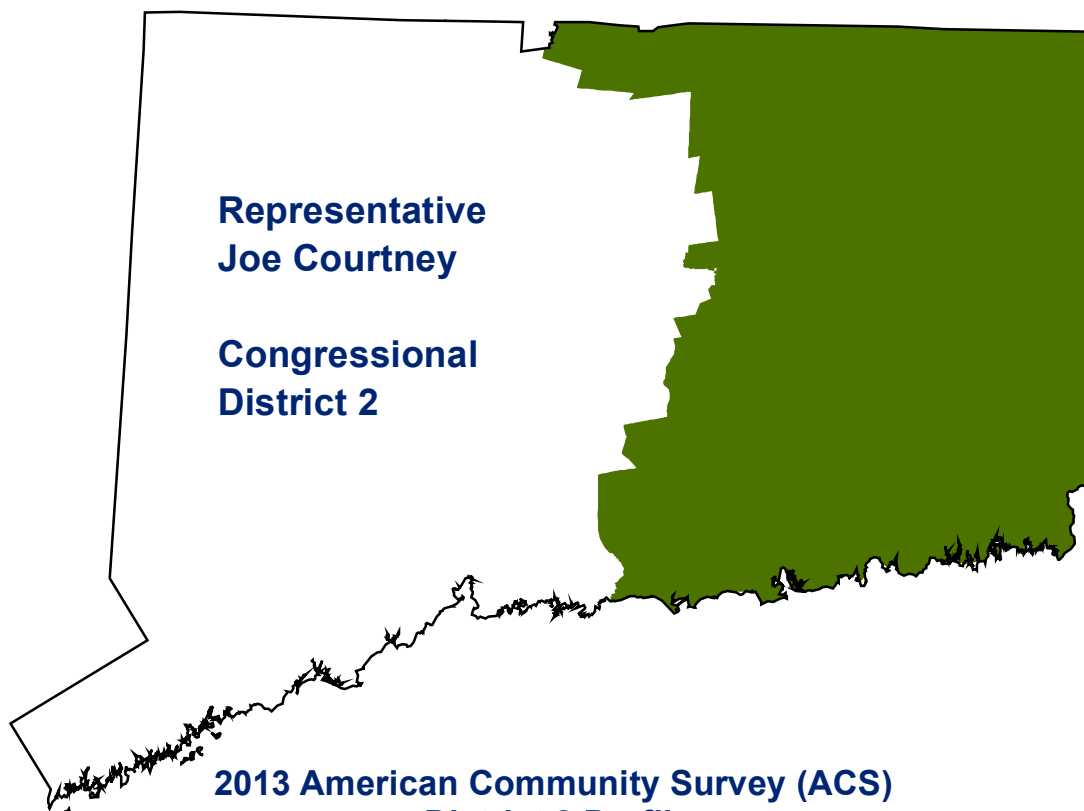 Representative
Joe Courtney
Congressional
District 2
2013 American Community Survey (ACS)